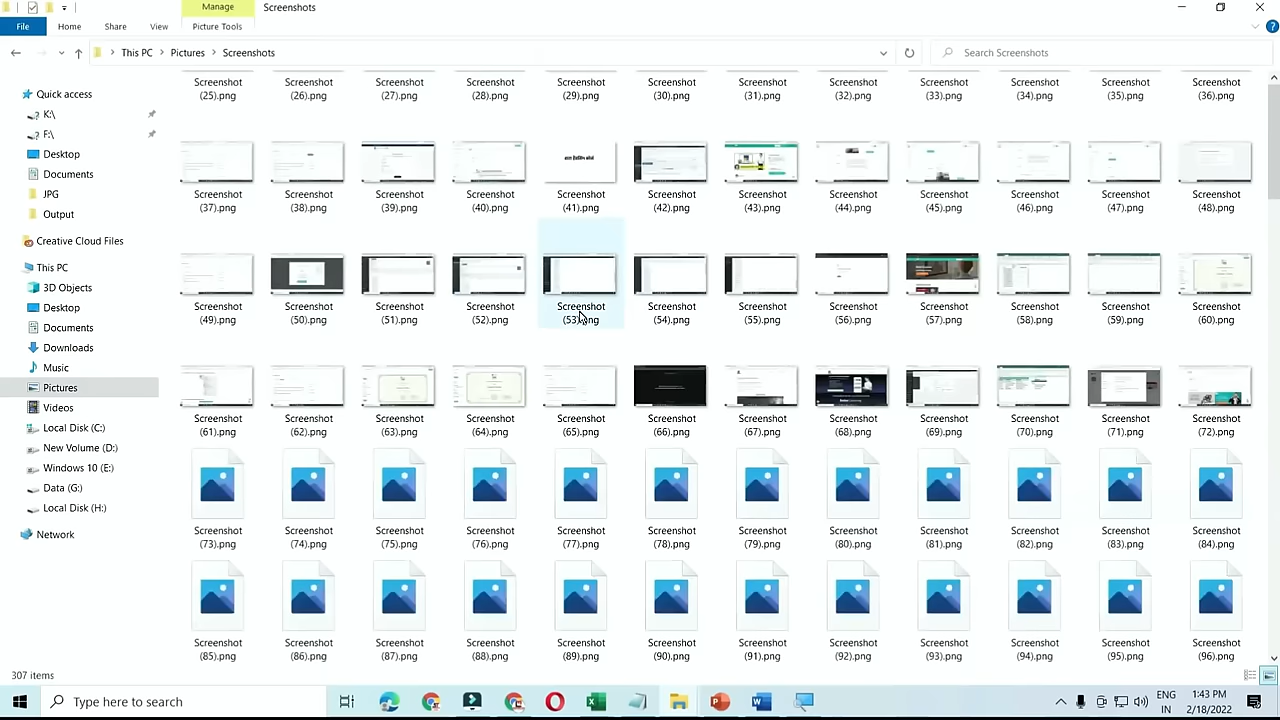 Manage
Screenshots
File
Home
Share
View
Picture Tools
This PC
Pictures
Screenshots
Search Screenshots
Quick access
K:\
F:\
Desktop
Documents
JPG
Output
Creative Cloud Files
This PC
3D Objects
Desktop
Documents
Downloads
Music
Pictures
Videos
Local Disk (C:)
New Volume (D:)
Windows 10 (E:)
Data (G:)
Local Disk (H:)
Network
Screenshot Screenshot Screenshot Screenshot Screenshot Screenshot Screenshot Screenshot Screenshot Screenshot Screenshot Screenshot
(25).png (26).png (27).png (28).png (29).png (30).png (31).png (32).png (33).png (34).png (35).png (36).png
Screenshot Screenshot Screenshot Screenshot Screenshot Screenshot Screenshot Screenshot Screenshot Screenshot Screenshot Screenshot
(37).png (38).png (39).png (40).png (41).png (42).png (43).png (44).png (45).png (46).png (47).png (48).png
Screenshot Screenshot Screenshot Screenshot Screenshot Screenshot Screenshot Screenshot Screenshot Screenshot Screenshot Screenshot
(49).png (50).png (51).png (52).png (53).png (54).png (55).png (56).png (57).png (58).png (59).png (60).png
Screenshot Screenshot Screenshot Screenshot Screenshot Screenshot Screenshot Screenshot Screenshot Screenshot Screenshot Screenshot
(61).png (62).png (63).png (64).png (65).png (66).png (67).png (68).png (69).png (70).png (71).png (72).png
Screenshot Screenshot Screenshot Screenshot Screenshot Screenshot Screenshot Screenshot Screenshot Screenshot Screenshot Screenshot
(73).png (74).png (75).png (76).png (77).png (78).png (79).png (80).png (81).png (82).png (83).png (84).png
Screenshot Screenshot Screenshot Screenshot Screenshot Screenshot Screenshot Screenshot Screenshot Screenshot Screenshot Screenshot
(85).png (86).png (87).png (88).png (89).png (90).png (91).png (92).png (93).png (94).png (95).png (96).png
307 items
Type here to search
ENG
IN
1:43 PM
2/18/2022